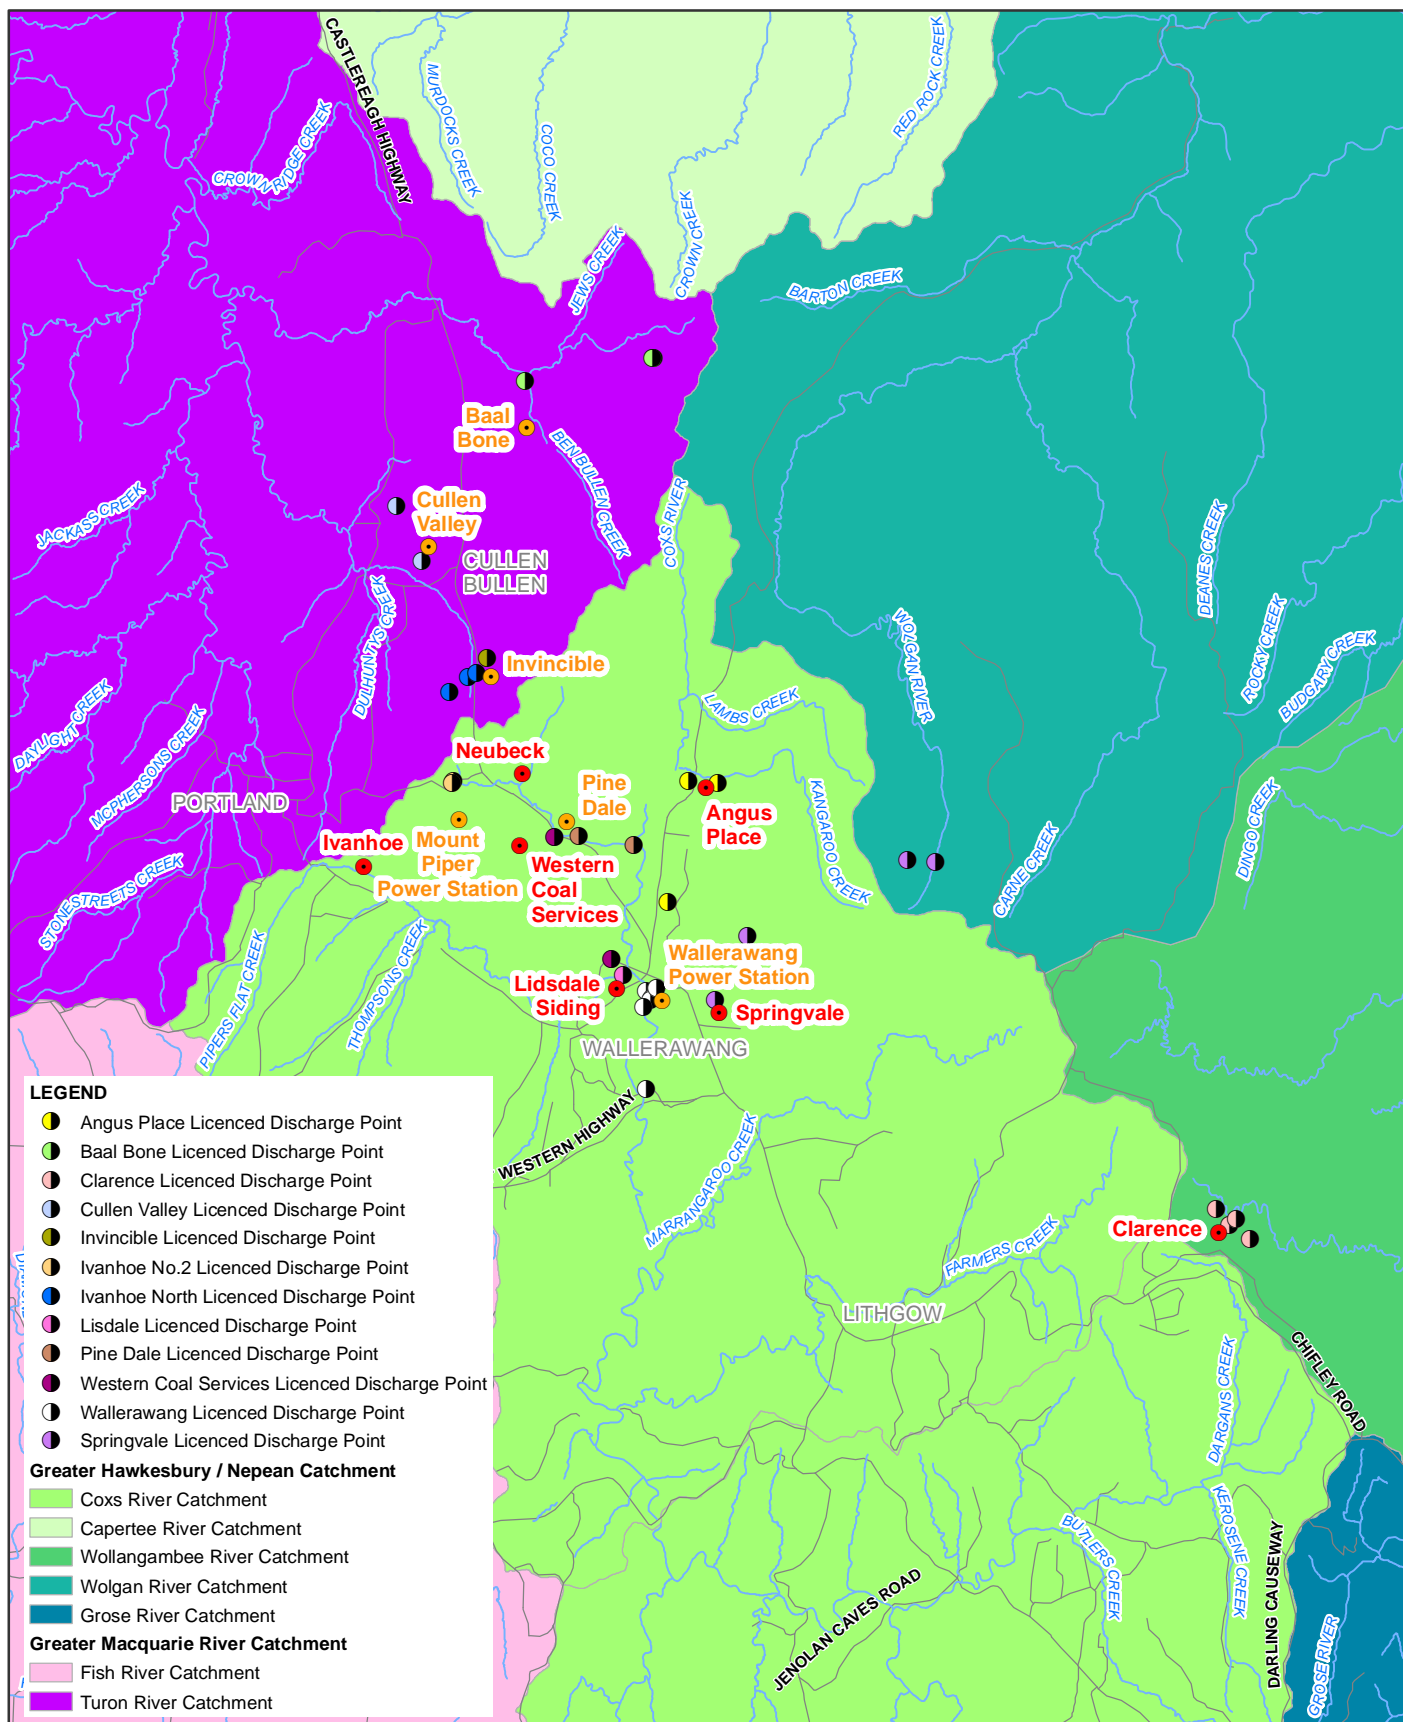 CASTLEREAGH HIGHWAY
MURDOCKS CREEK
COCO CREEK
RED ROCK CREEK
CROWN RIDGE CREEK
CROWN CREEK
JEWS CREEK
BARTON CREEK
Baal
Bone
BEN BULLEN CREEK
COXS RIVER
JACKASS CREEK
Cullen
Valley
CULLEN
BULLEN
DEANES CREEK
DULHUNTYS CREEK
WOLGAN RIVER
ROCKY CREEK
BUDGARY CREEK
Invincible
DAYLIGHT CREEK
MCPHERSONS CREEK
LAMBS CREEK
Neubeck
Pine
Dale
PORTLAND
Angus
Place
KANGAROO CREEK
DINGO CREEK
Ivanhoe
Mount
Piper
Power Station
Western
Coal
Services
CARNE CREEK
STONESTREETS CREEK
PIPERS FLAT CREEK
THOMPSONS CREEK
Wallerawang
Power Station
Lidsdale
Siding
Springvale
WALLERAWANG
WESTERN HIGHWAY
MARRANGAROO CREEK
FARMERS CREEK
Clarence
LITHGOW
CHIFLEY ROAD
DARGANS CREEK
KEROSENE CREEK
BUTLERS CREEK
JENOLAN CAVES ROAD
DARLING CAUSEWAY
GROSE RIVER
LEGEND
Angus Place Licenced Discharge Point
Baal Bone Licenced Discharge Point
Clarence Licenced Discharge Point
Cullen Valley Licenced Discharge Point
Invincible Licenced Discharge Point
Ivanhoe No.2 Licenced Discharge Point
Ivanhoe North Licenced Discharge Point
Lisdale Licenced Discharge Point
Pine Dale Licenced Discharge Point
Western Coal Services Licenced Discharge Point
Wallerawang Licenced Discharge Point
Springvale Licenced Discharge Point
Greater Hawkesbury / Nepean Catchment
Coxs River Catchment
Capertee River Catchment
Wollangambee River Catchment
Wolgan River Catchment
Grose River Catchment
Greater Macquarie River Catchment
Fish River Catchment
Turon River Catchment